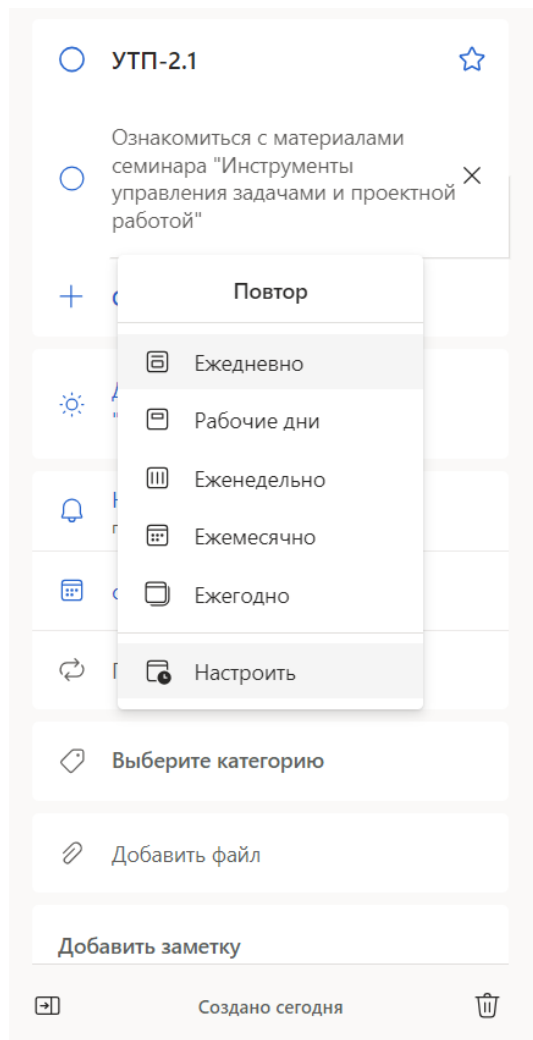 УТП-2.1
Ознакомиться с материалами
семинара "Инструменты
управления задачами и проектной
работой"
Повтор
Ежедневно
Рабочие дни
Еженедельно
Ежемесячно
Ежегодно
Настроить
Выберите категорию
Добавить файл
Добавить заметку
Создано сегодня